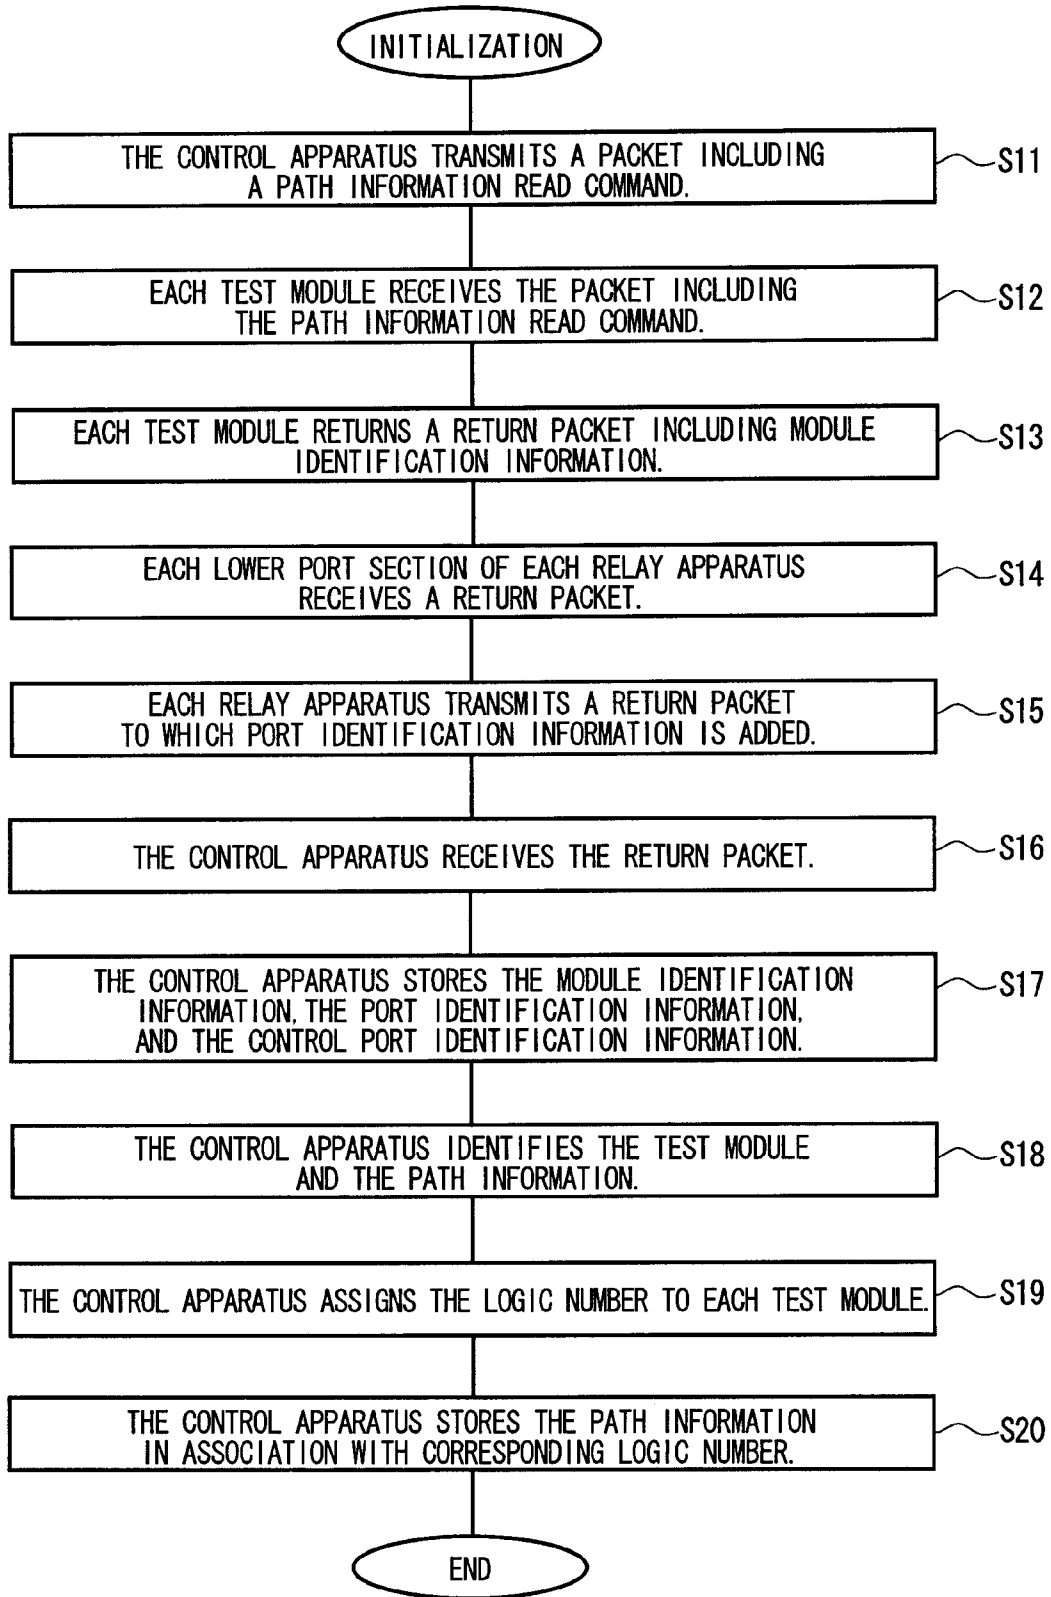 INITIALIZATION
THE CONTROL APPARATUS TRANSMITS A PACKET INCLUDING
A PATH INFORMATION READ COMMAND.
S11
EACH TEST MODULE RECEIVES THE PACKET INCLUDING
THE PATH INFORMATION READ COMMAND.
S12
EACH TEST MODULE RETURNS A RETURN PACKET INCLUDING MODULE
IDENTIFICATION INFORMATION.
S13
EACH LOWER PORT SECTION OF EACH RELAY APPARATUS
RECEIVES A RETURN PACKET.
S14
EACH RELAY APPARATUS TRANSMITS A RETURN PACKET
TO WHICH PORT IDENTIFICATION INFORMATION IS ADDED.
S15
THE CONTROL APPARATUS RECEIVES THE RETURN PACKET.
S16
THE CONTROL APPARATUS STORES THE MODULE IDENTIFICATION
INFORMATION, THE PORT IDENTIFICATION INFORMATION,
AND THE CONTROL PORT IDENTIFICATION INFORMATION.
S17
THE CONTROL APPARATUS IDENTIFIES THE TEST MODULE
AND THE PATH INFORMATION.
S18
THE CONTROL APPARATUS ASSIGNS THE LOGIC NUMBER TO EACH TEST MODULE.
S19
THE CONTROL APPARATUS STORES THE PATH INFORMATION
IN ASSOCIATION WITH CORRESPONDING LOGIC NUMBER.
S20
END